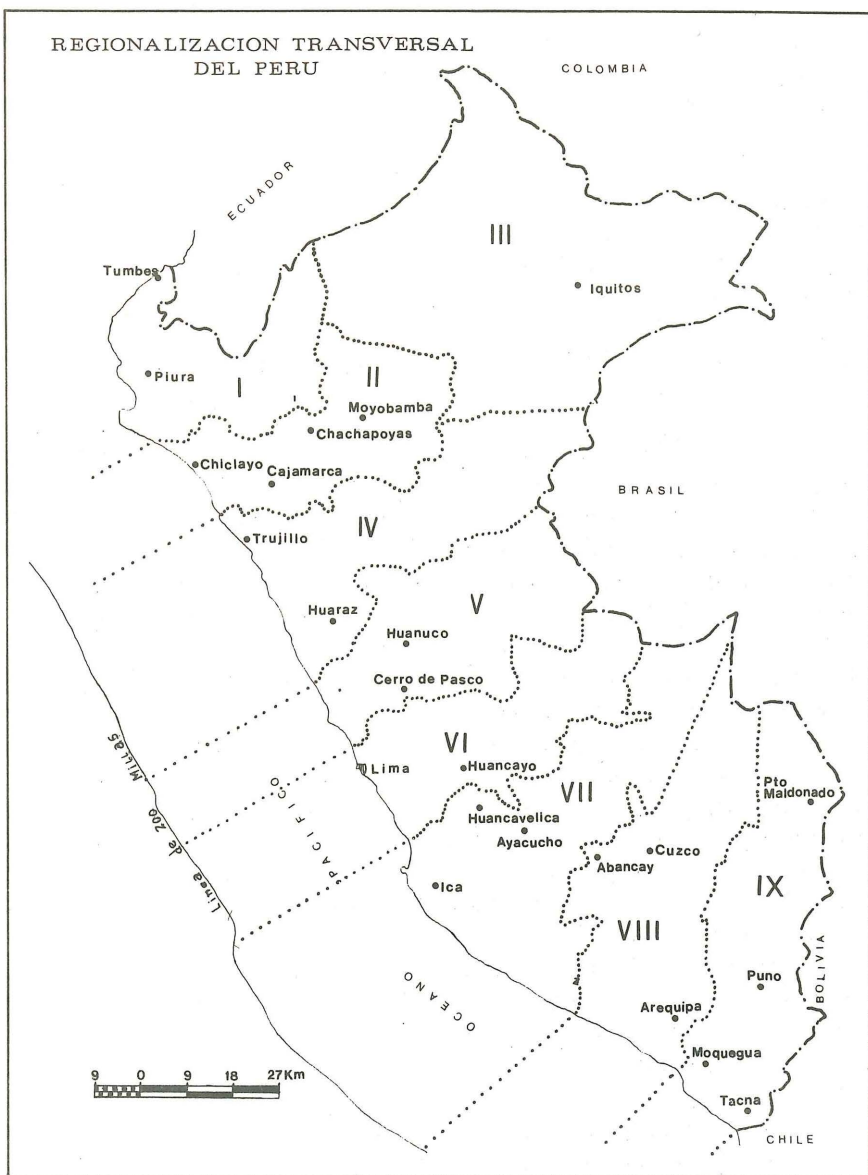 REGIONALIZACION TRANSVERSAL
DEL PERU
COLOMBIA
ECUADOR
III
Tumbes
Iquitos
Piura
I
II
Moyobamba
Chachapoyas
Chiclayo
Cajamarca
BRASIL
IV
Trujillo
V
Huaraz
Huanuco
Cerro de Pasco
VI
Lima
Huancayo
VII
Pto
Maldonado
Huancavelica
Ayacucho
Cuzco
Abancay
Linea de 200 Millas
OCEANO PACIFICO
Ica
IX
VIII
BOLIVIA
Puno
Arequipa
Moquegua
Tacna
CHILE
9 0 9 18 27Km